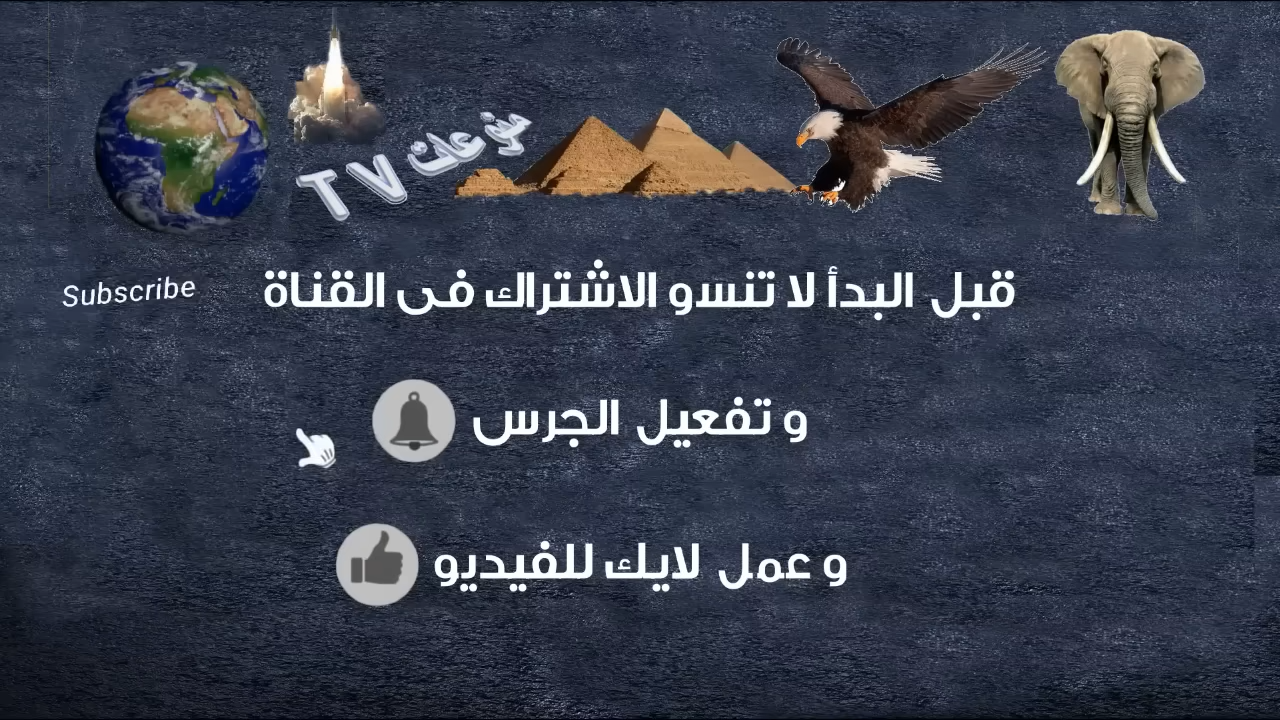 منوعات TV
قبل البدأ لا تنسو الاشتراك فى القناة
Subscribe
و تفعيل الجرس
و عمل لايك للفيديو